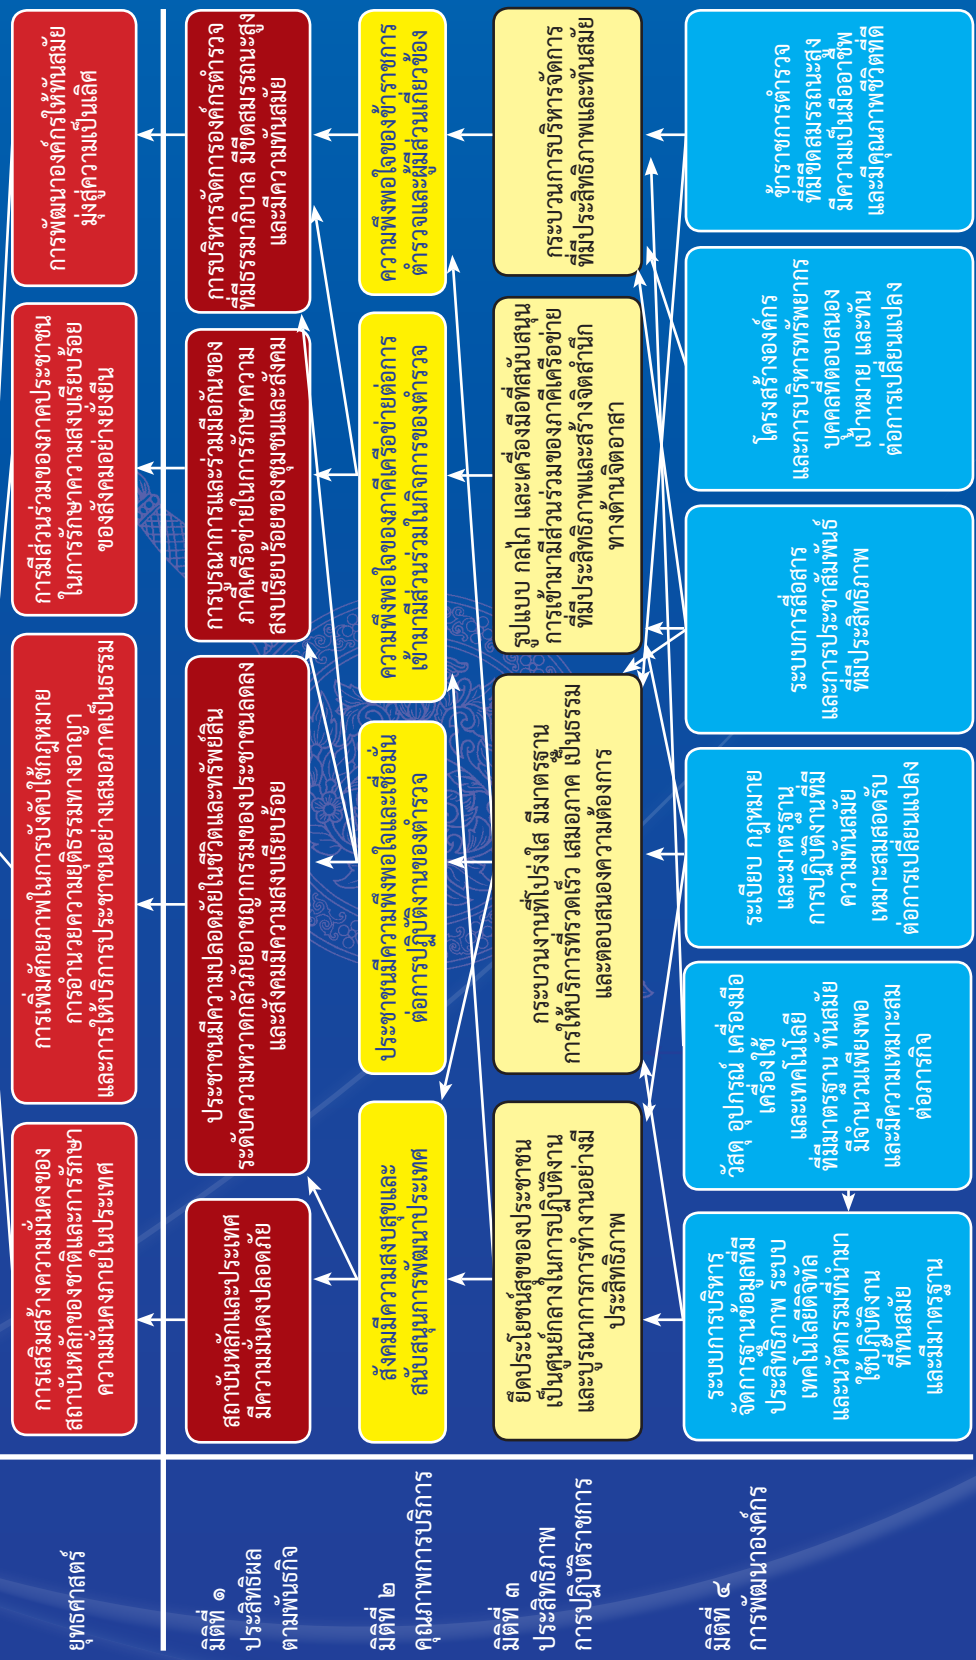 ยุทธศาสตร์
การเสริมสร้างความมั่นคงของ
สถาบันหลักของชาติและการรักษา
ความมั่นคงภายในประเทศ
การเพิ่มศักยภาพในการบังคับใช้กฎหมาย
การอำนวยความยุติธรรมทางอาญา
และการให้บริการประชาชนอย่างเสมอภาคเป็นธรรม
การมีส่วนร่วมของภาคประชาชน
ในการรักษาความสงบเรียบร้อย
ของสังคมอย่างยั่งยืน
การพัฒนาองค์กรให้ทันสมัย
มุ่งสู่ความเป็นเลิศ
มิติที่ ๑
ประสิทธิผล
ตามพันธกิจ
สถาบันหลักและประเทศ
มีความมั่นคงปลอดภัย
ประชาชนมีความปลอดภัยในชีวิตและทรัพย์สิน
ระดับความหวาดกลัวภัยอาชญากรรมของประชาชนลดลง
และสังคมมีความสงบเรียบร้อย
การบูรณาการและร่วมมือกันของ
ภาคีเครือข่ายในการรักษาความ
สงบเรียบร้อยของชุมชนและสังคม
การบริหารจัดการองค์กรตำรวจ
ที่มีธรรมาภิบาล มีขีดสมรรถนะสูง
และมีความทันสมัย
มิติที่ ๒
คุณภาพการบริการ
สังคมมีความสงบสุขและ
สนับสนุนการพัฒนาประเทศ
ประชาชนมีความพึงพอใจและเชื่อมั่น
ต่อการปฏิบัติงานของตำรวจ
ความพึงพอใจของภาคีเครือข่ายต่อการ
เข้ามามีส่วนร่วมในกิจการของตำรวจ
ความพึงพอใจของข้าราชการ
ตำรวจและผู้มีส่วนเกี่ยวข้อง
มิติที่ ๓
ประสิทธิภาพ
การปฏิบัติราชการ
ยึดประโยชน์สุขของประชาชน
เป็นศูนย์กลางในการปฏิบัติงาน
และบูรณาการการทำงานอย่างมี
ประสิทธิภาพ
กระบวนงานที่โปร่งใส มีมาตรฐาน
การให้บริการที่รวดเร็ว เสมอภาค เป็นธรรม
และตอบสนองความต้องการ
รูปแบบ กลไก และเครื่องมือที่สนับสนุน
การเข้ามามีส่วนร่วมของภาคีเครือข่าย
ที่มีประสิทธิภาพและสร้างจิตสำนึก
ทางด้านจิตอาสา
กระบวนการบริหารจัดการ
ที่มีประสิทธิภาพและทันสมัย
มิติที่ ๔
การพัฒนาองค์กร
ระบบการบริหาร
จัดการฐานข้อมูลที่มี
ประสิทธิภาพ ระบบ
เทคโนโลยีดิจิทัล
และนวัตกรรมที่นำมา
ใช้ปฏิบัติงาน
ที่ทันสมัย
และมีมาตรฐาน
วัสดุ อุปกรณ์ เครื่องมือ
เครื่องใช้
และเทคโนโลยี
ที่มีมาตรฐาน ทันสมัย
มีจำนวนเพียงพอ
และมีความเหมาะสม
ต่อภารกิจ
ระเบียบ กฎหมาย
และมาตรฐาน
การปฏิบัติงานที่มี
ความทันสมัย
เหมาะสมสอดรับ
ต่อการเปลี่ยนแปลง
ระบบการสื่อสาร
และการประชาสัมพันธ์
ที่มีประสิทธิภาพ
โครงสร้างองค์กร
และการบริหารทรัพยากร
บุคคลที่ตอบสนอง
เป้าหมาย และทัน
ต่อการเปลี่ยนแปลง
ข้าราชการตำรวจ
ที่มีขีดสมรรถนะสูง
มีความเป็นมืออาชีพ
และมีคุณภาพชีวิตที่ดี